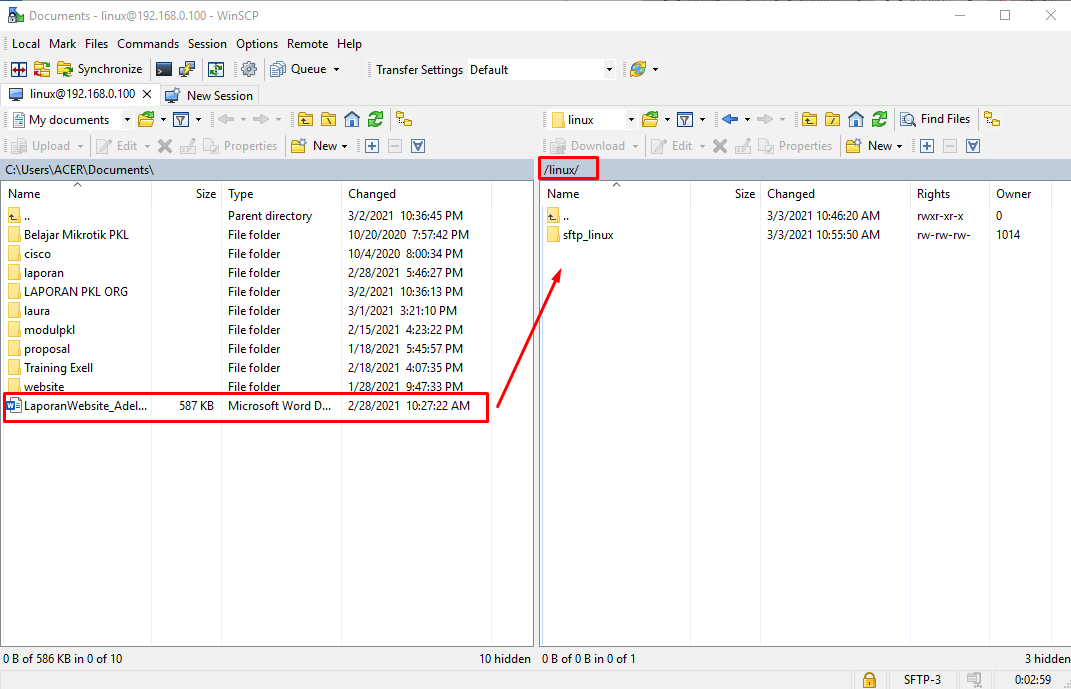 Documents - linux@192.168.0.100 - WinSCP
Local Mark Files Commands Session Options Remote Help
Synchronize Queue Transfer Settings Default
linux@192.168.0.100 New Session
My documents linux Find Files
Upload Edit Properties New Download Edit Properties New
C:\Users\ACER\Documents\ /linux/
Name Size Type Changed Name Size Changed Rights Owner
.. Parent directory 3/2/2021 10:36:45 PM .. 3/3/2021 10:46:20 AM rwxr-xr-x 0
Belajar Mikrotik PKL File folder 10/20/2020 7:57:42 PM sftp_linux 3/3/2021 10:55:50 AM rw-rw-rw- 1014
cisco File folder 10/4/2020 8:00:34 PM
laporan File folder 2/28/2021 5:46:27 PM
LAPORAN PKL ORG File folder 3/2/2021 10:36:13 PM
laura File folder 3/1/2021 3:21:10 PM
modulpkl File folder 2/15/2021 4:23:22 PM
proposal File folder 1/18/2021 5:45:57 PM
Training Exell File folder 2/18/2021 4:07:35 PM
website File folder 1/28/2021 9:47:33 PM
LaporanWebsite_Adel... 587 KB Microsoft Word D... 2/28/2021 10:27:22 AM
0 B of 586 KB in 0 of 10 10 hidden 0 B of 0 B in 0 of 1 3 hidden
SFTP-3 0:02:59